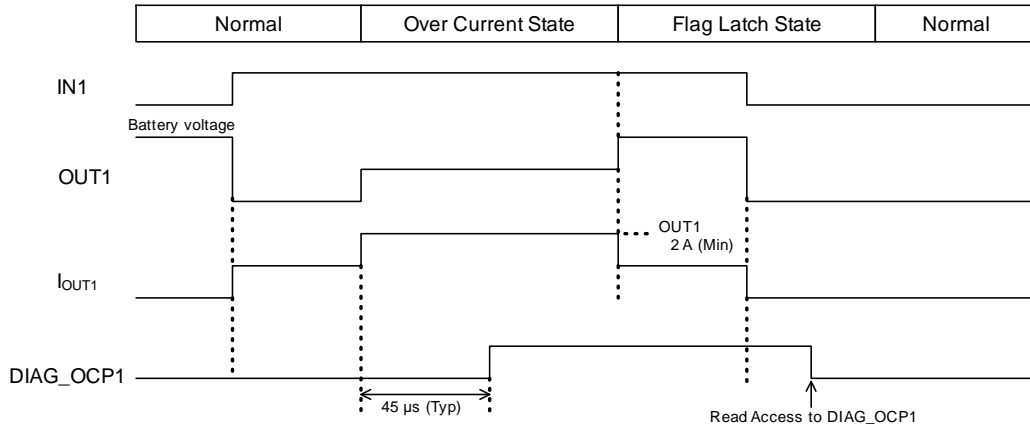 Normal
Over Current State
Flag Latch State
Normal
IN1
Battery voltage
OUT1
OUT1
2 A (Min)
IOUT1
DIAG_OCP1
45 µs (Typ)
Read Access to DIAG_OCP1